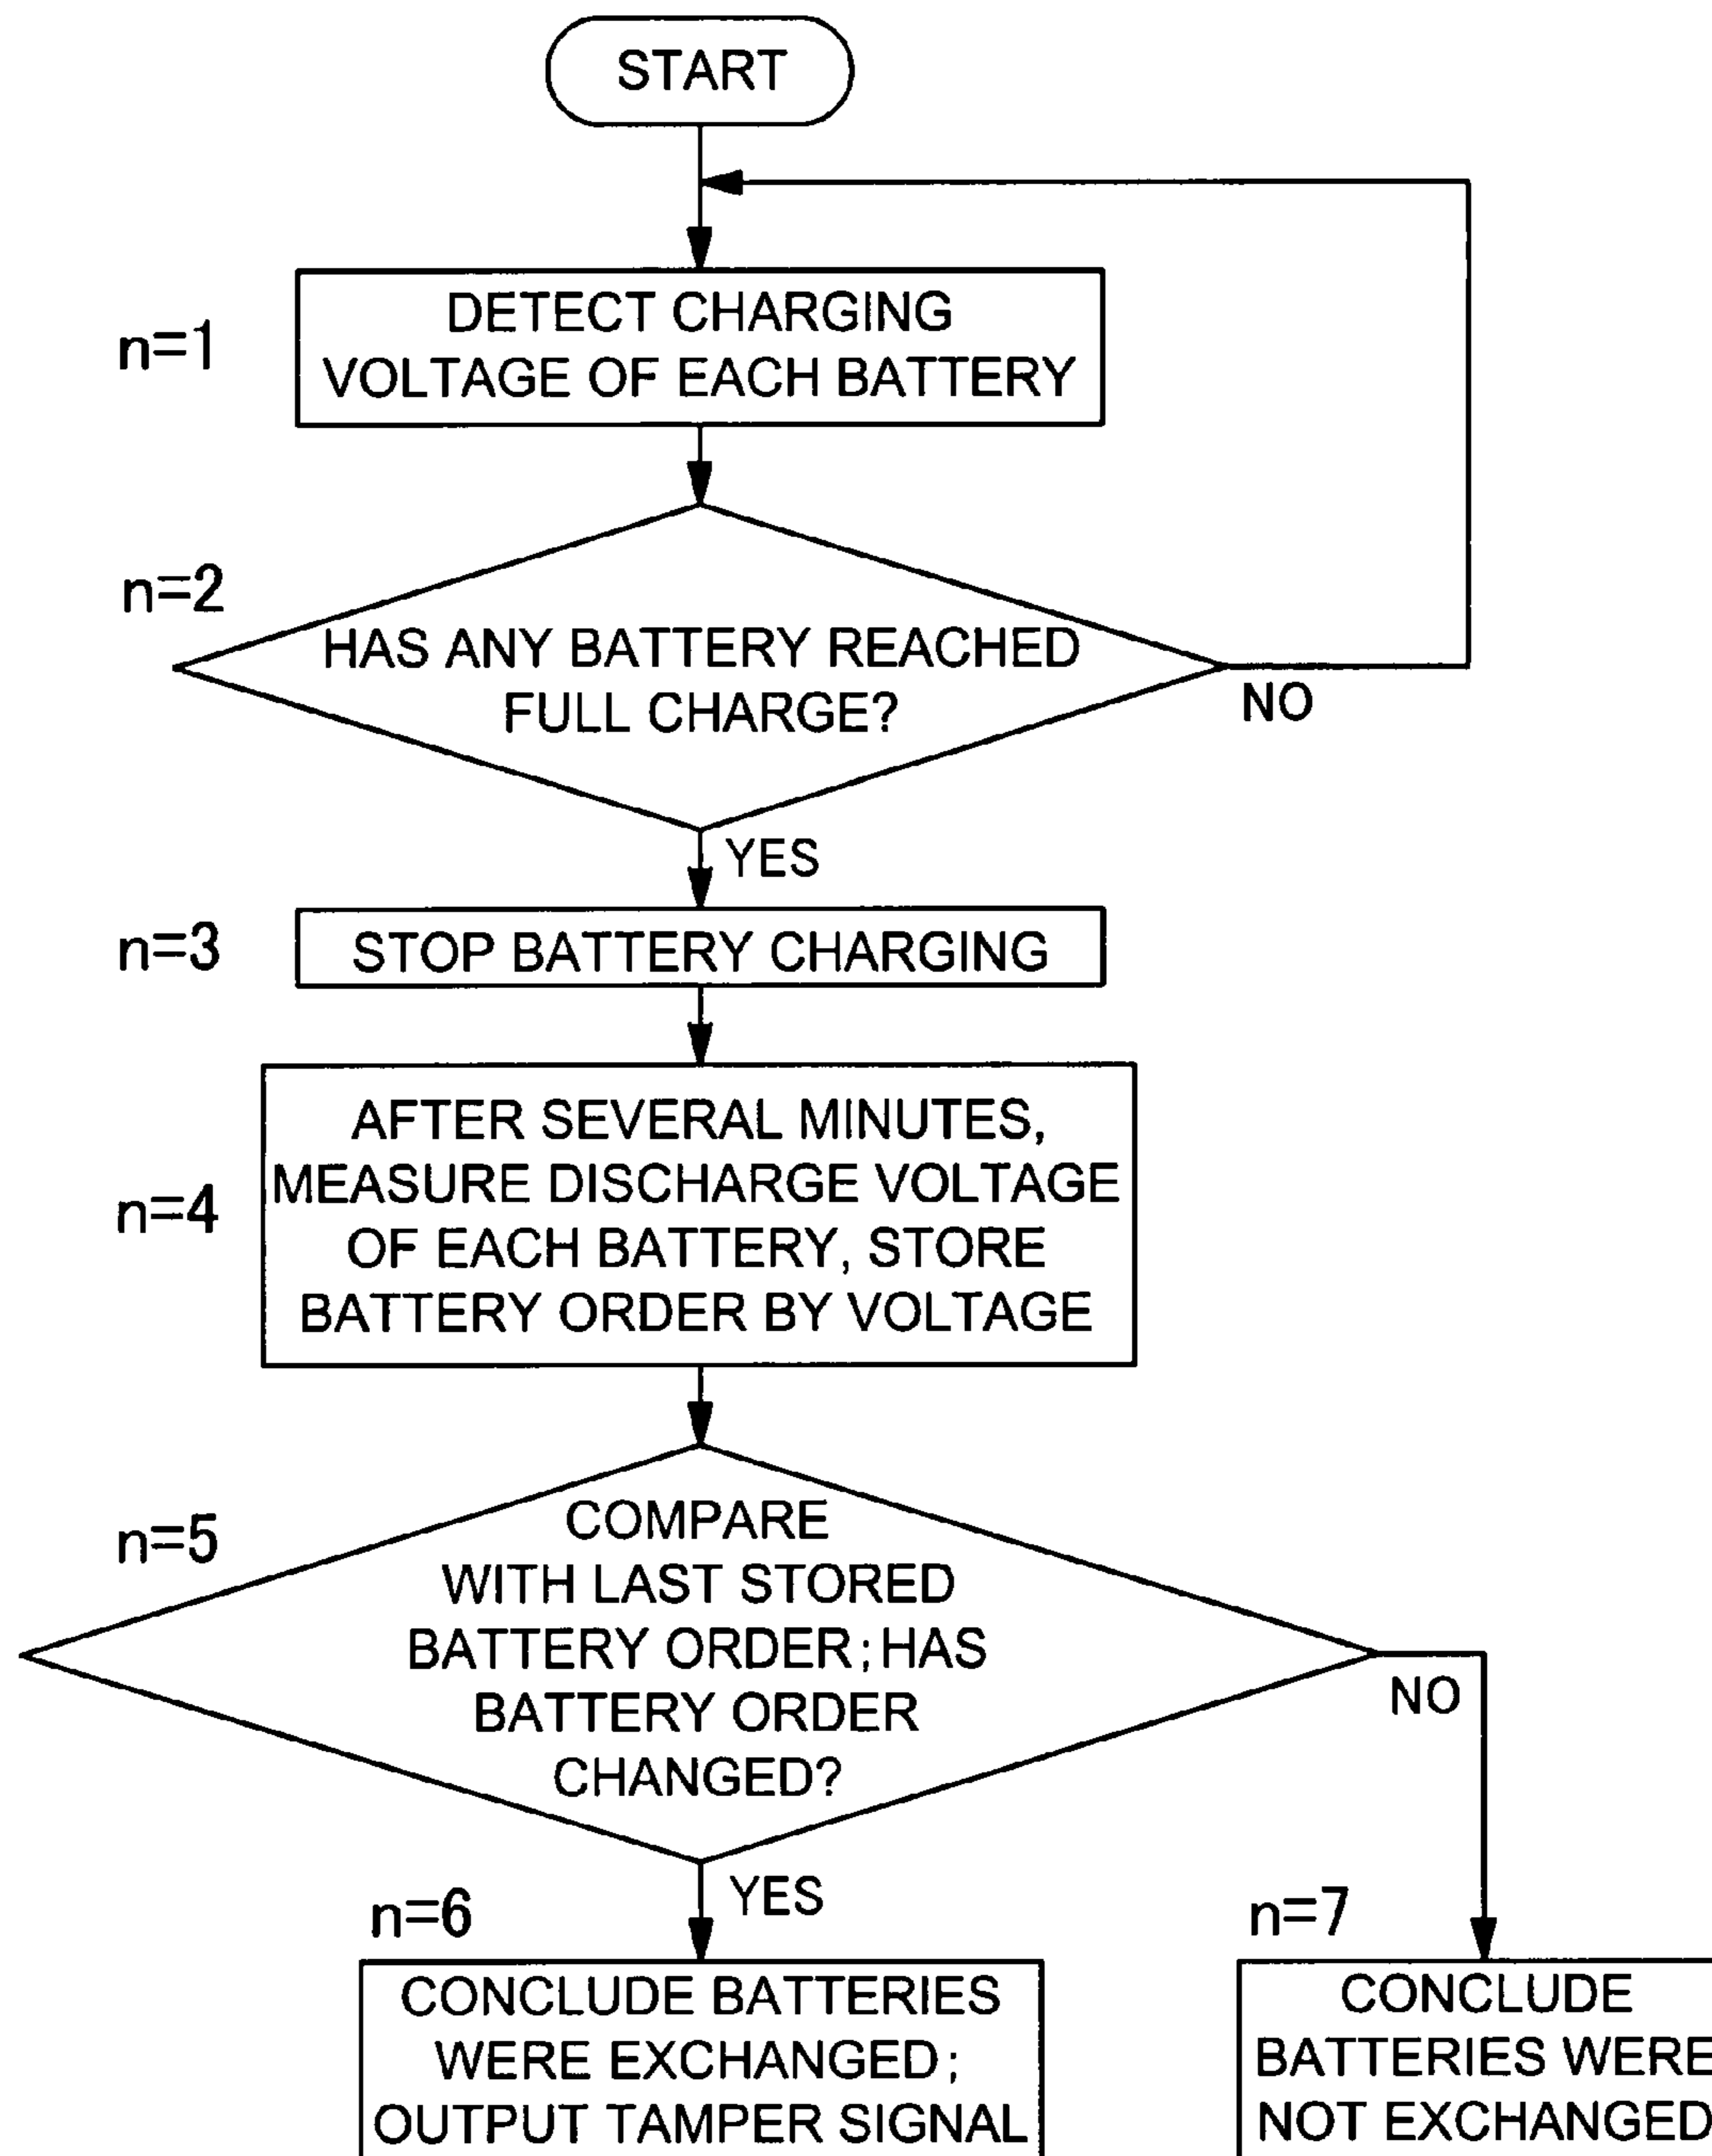 START
n=1
DETECT CHARGING
VOLTAGE OF EACH BATTERY
n=2
HAS ANY BATTERY REACHED
FULL CHARGE?
NO
YES
n=3
STOP BATTERY CHARGING
n=4
AFTER SEVERAL MINUTES,
MEASURE DISCHARGE VOLTAGE
OF EACH BATTERY, STORE
BATTERY ORDER BY VOLTAGE
n=5
COMPARE
WITH LAST STORED
BATTERY ORDER; HAS
BATTERY ORDER
CHANGED?
NO
YES
n=6
CONCLUDE BATTERIES
WERE EXCHANGED;
OUTPUT TAMPER SIGNAL
n=7
CONCLUDE
BATTERIES WERE
NOT EXCHANGED